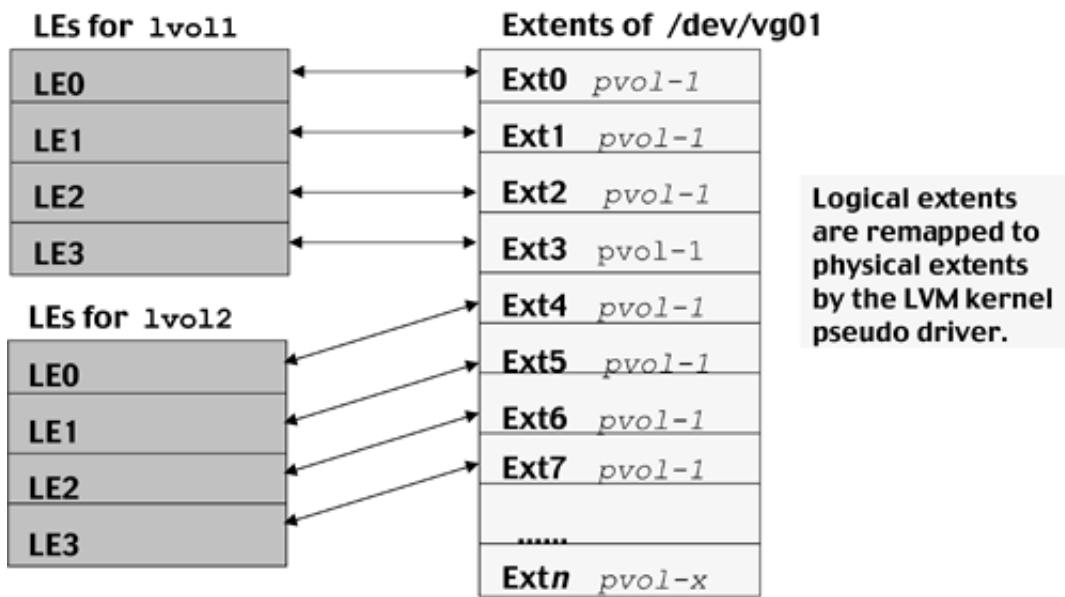 LEs for lvol1
LE0
LE1
LE2
LE3
LEs for lvol2
LE0
LE1
LE2
LE3
Extents of /dev/vg01
Ext0 pvol-1
Ext1 pvol-1
Ext2 pvol-1
Ext3 pvol-1
Ext4 pvol-1
Ext5 pvol-1
Ext6 pvol-1
Ext7 pvol-1
......
Extn pvol-x
Logical extents
are remapped to
physical extents
by the LVM kernel
pseudo driver.